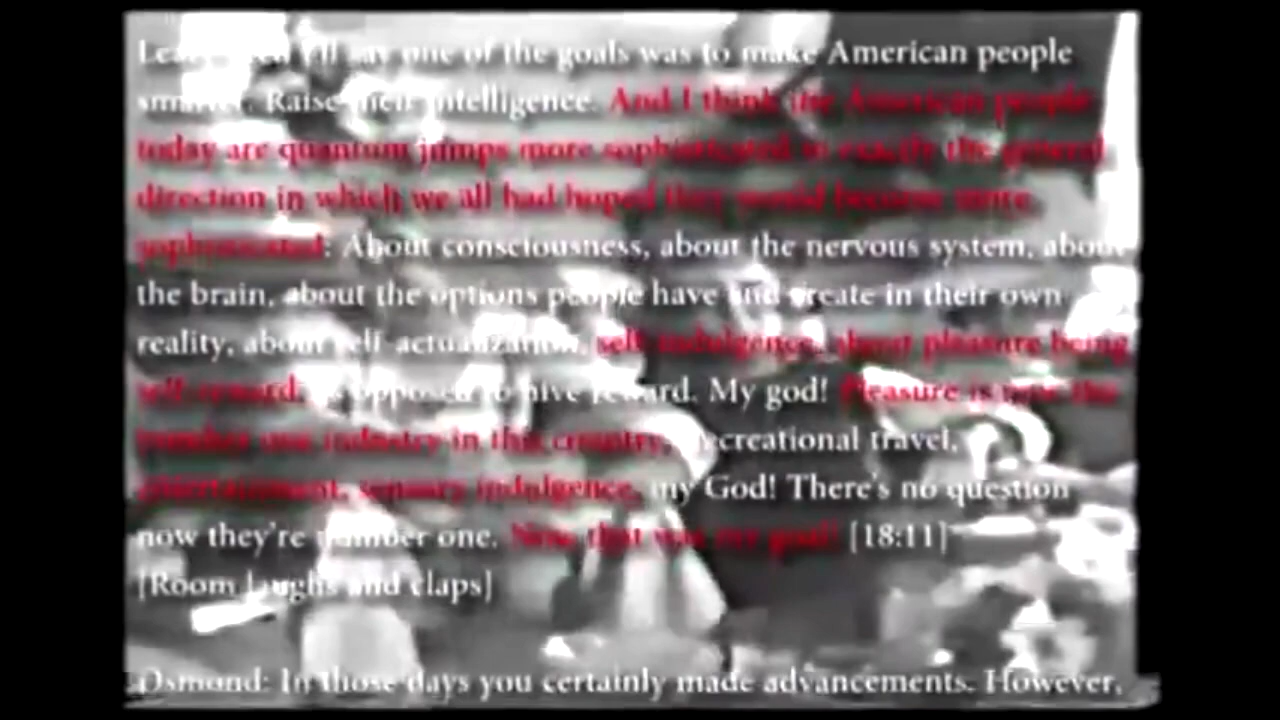 Leary: Well I'll say one of the goals was to make American people
smarter. Raise their intelligence. And I think the American people
today are quantum jumps more sophisticated in exactly the general
direction in which we all had hoped they would become more
sophisticated: About consciousness, about the nervous system, about
the brain, about the options people have and create in their own
reality, about self-actualization, self-indulgence, about pleasure being
self-reward, as opposed to hive reward. My god! Pleasure is now the
number one industry in this country, recreational travel,
entertainment, sensory indulgence, my God! There's no question
now they're number one. Now that was our goal! [18:11]
[Room laughs and claps]
Osmond: In those days you certainly made advancements. However,